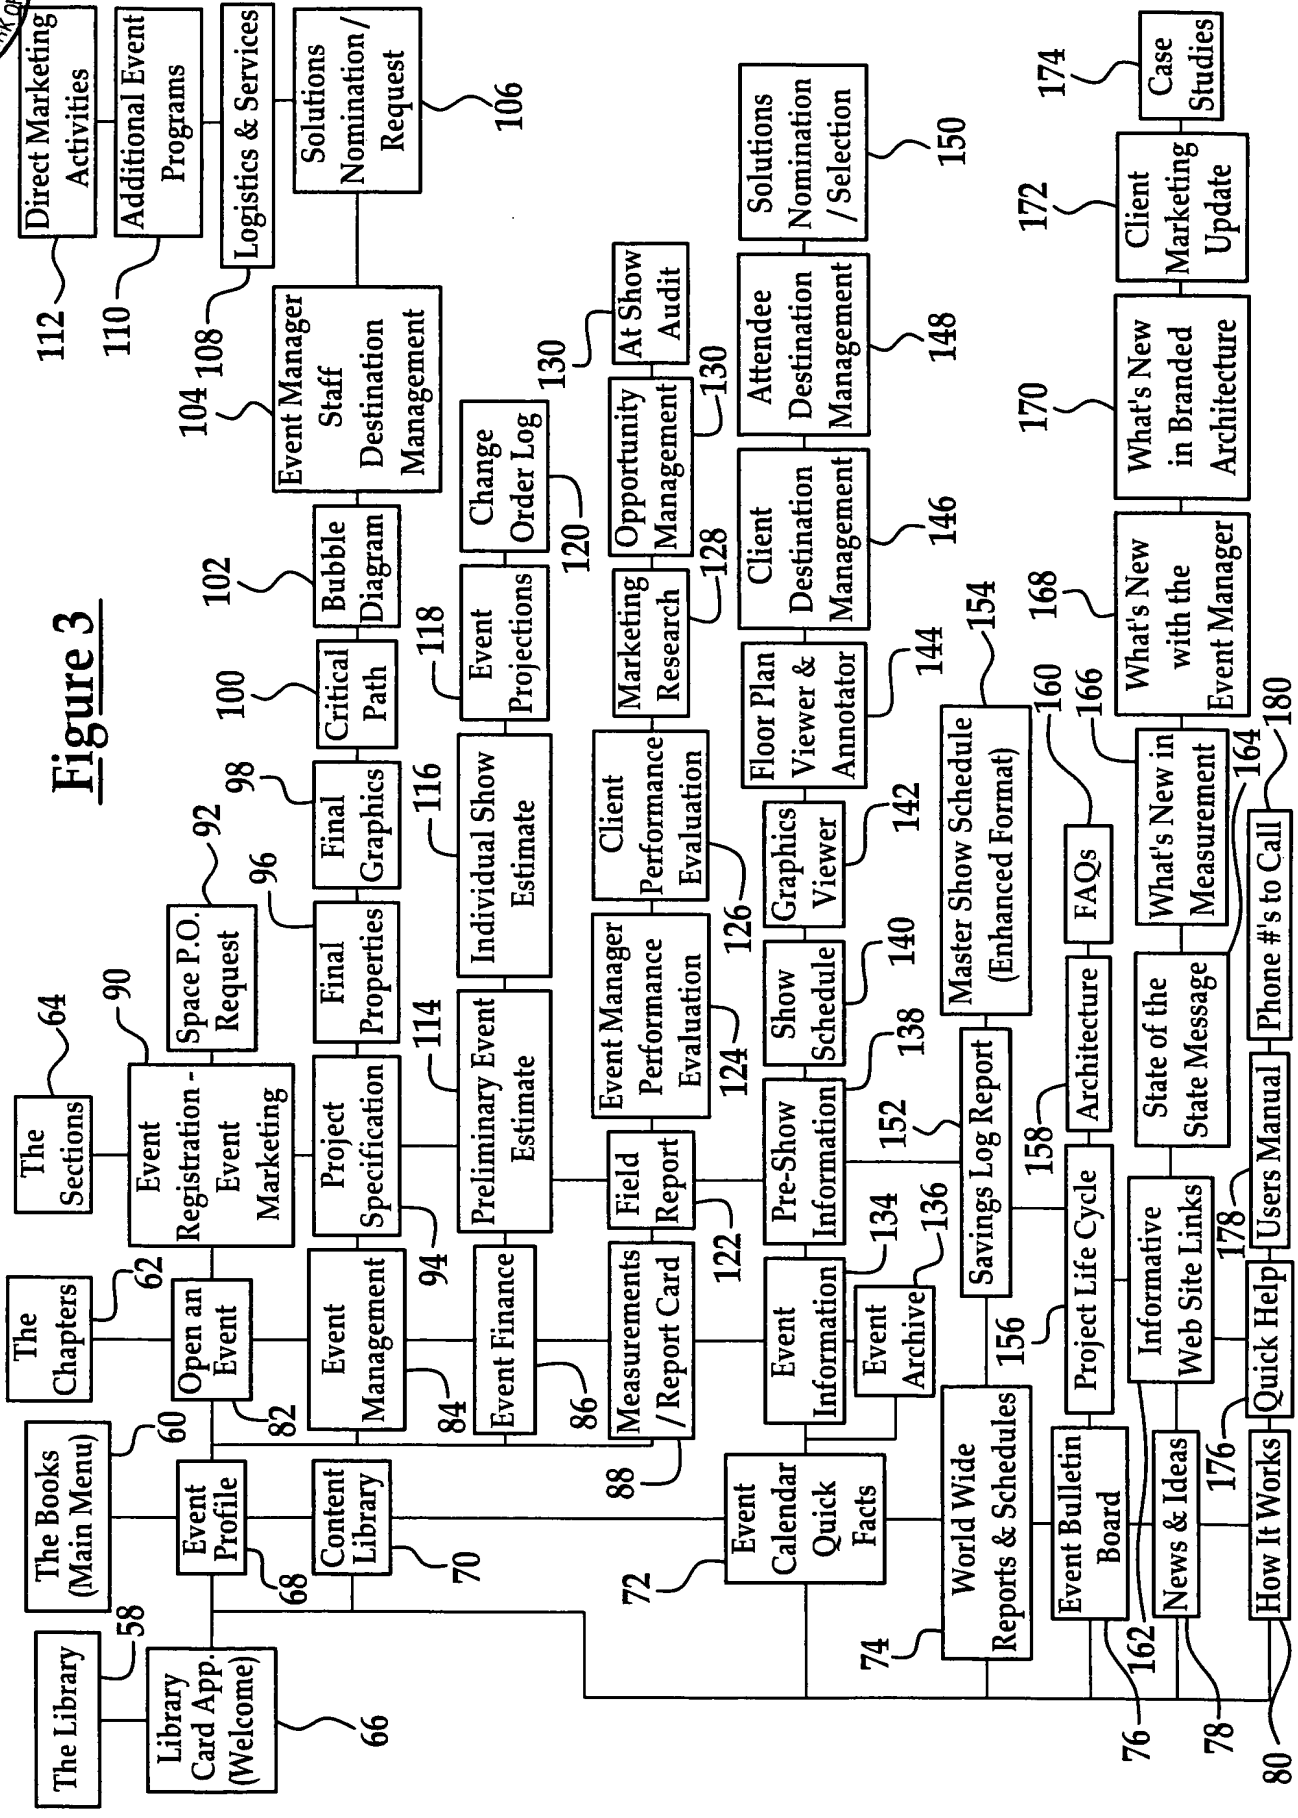 Figure 3
The Library
58
The Books
(Main Menu)
60
The
Chapters
62
The
Sections
64
Library
Card App.
(Welcome)
66
Event
Profile
68
Open an
Event
82
Event
Registration -
Event
Marketing
90
Space P.O.
Request
92
Content
Library
70
Event
Management
84
Project
Specification
94
Final
Properties
96
Final
Graphics
98
Critical
Path
100
Bubble
Diagram
102
Event Manager
Staff
Destination
Management
104
Direct Marketing
Activities
112
Additional Event
Programs
110
Logistics & Services
108
Solutions
Nomination /
Request
106
Event Finance
86
Preliminary Event
Estimate
114
Individual Show
Estimate
116
Event
Projections
118
Change
Order Log
120
Measurements
/ Report Card
88
Field
Report
122
Event Manager
Performance
Evaluation
124
Client
Performance
Evaluation
126
Marketing
Research
128
Opportunity
Management
130
At Show
Audit
130
Event
Calendar
Quick
Facts
72
Event
Information
134
Event
Archive
136
Pre-Show
Information
138
Show
Schedule
140
Graphics
Viewer
142
Floor Plan
Viewer &
Annotator
144
Client
Destination
Management
146
Attendee
Destination
Management
148
Solutions
Nomination
/ Selection
150
World Wide
Reports & Schedules
74
Savings Log Report
152
Master Show Schedule
(Enhanced Format)
154
Event Bulletin
Board
76
Project Life Cycle
156
Architecture
158
FAQs
160
News & Ideas
78
Informative
Web Site Links
162
State of the
State Message
164
What's New in
Measurement
166
What's New
with the
Event Manager
168
What's New
in Branded
Architecture
170
Client
Marketing
Update
172
Case
Studies
174
How It Works
80
Quick Help
176
Users Manual
178
Phone #'s to Call
180